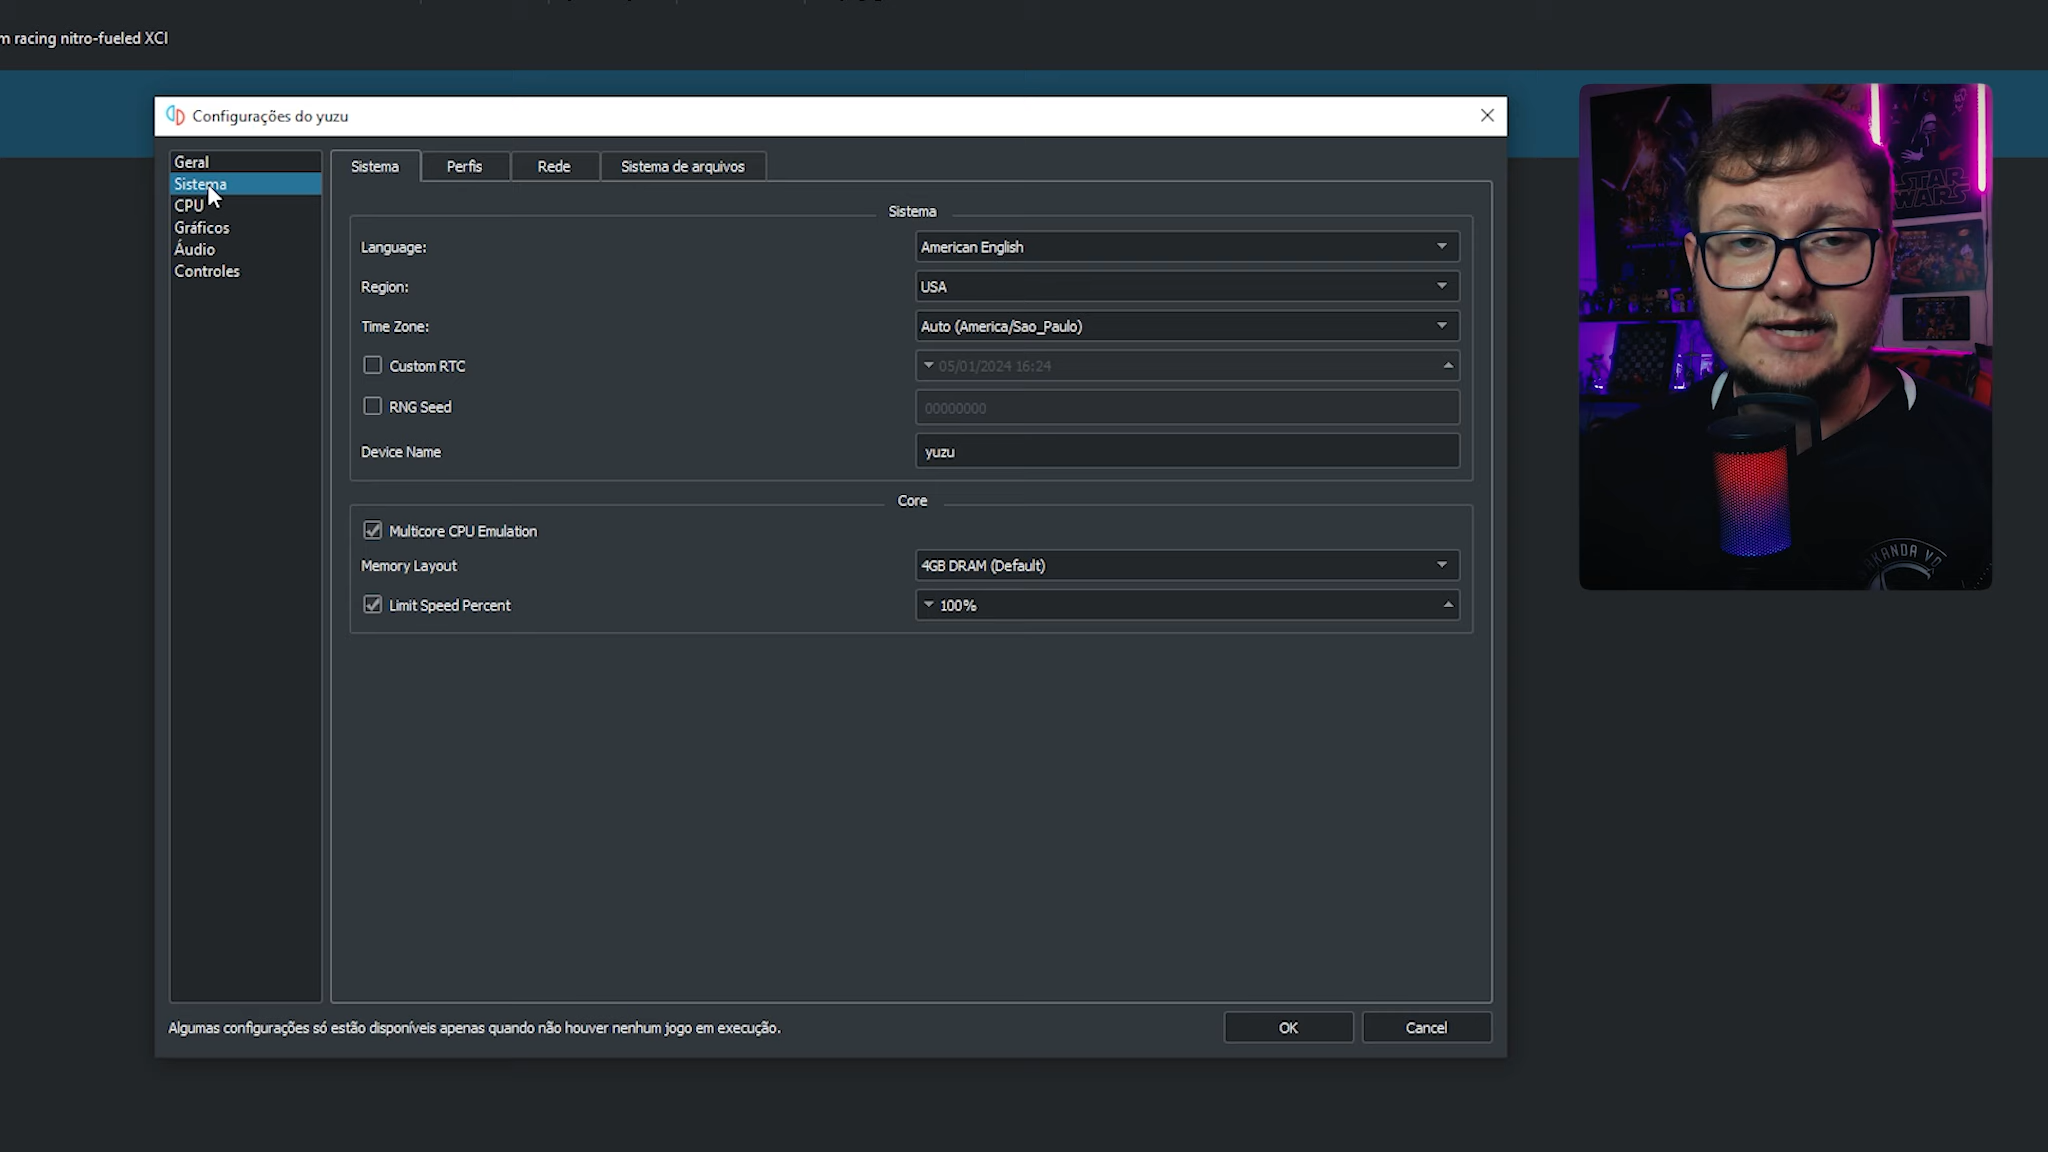 m racing nitro-fueled XCI
Configurações do yuzu
Geral
Sistema
CPU
Gráficos
Áudio
Controles
Sistema
Perfis
Rede
Sistema de arquivos
Sistema
Language:
American English
Region:
USA
Time Zone:
Auto (America/Sao_Paulo)
Custom RTC
05/01/2024 16:24
RNG Seed
00000000
Device Name
yuzu
Core
Multicore CPU Emulation
Memory Layout
4GB DRAM (Default)
Limit Speed Percent
100%
Algumas configurações só estão disponíveis apenas quando não houver nenhum jogo em execução.
OK
Cancel
STAR
WARS